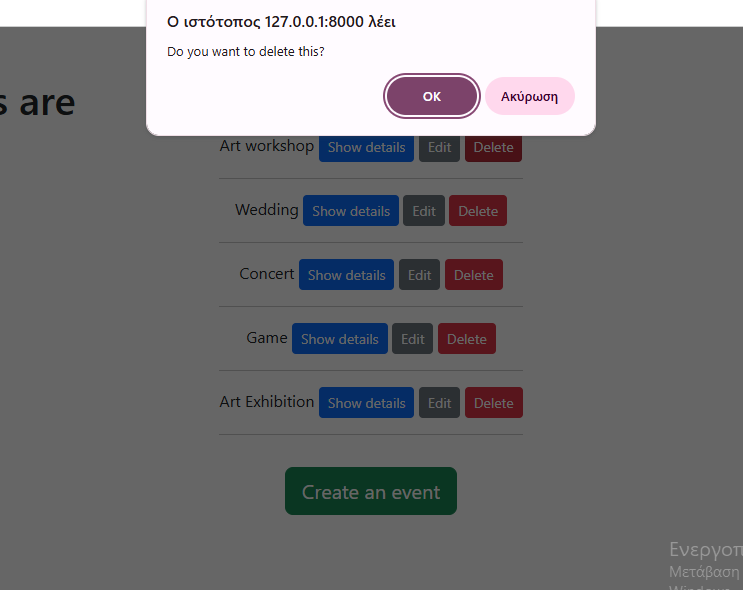 Ο ιστότοπος 127.0.0.1:8000 λέει
Do you want to delete this?
OK Ακύρωση
s are
Art workshop Show details Edit Delete
Wedding Show details Edit Delete
Concert Show details Edit Delete
Game Show details Edit Delete
Art Exhibition Show details Edit Delete
Create an event
Ενεργοπ
Μετάβαση
Windows